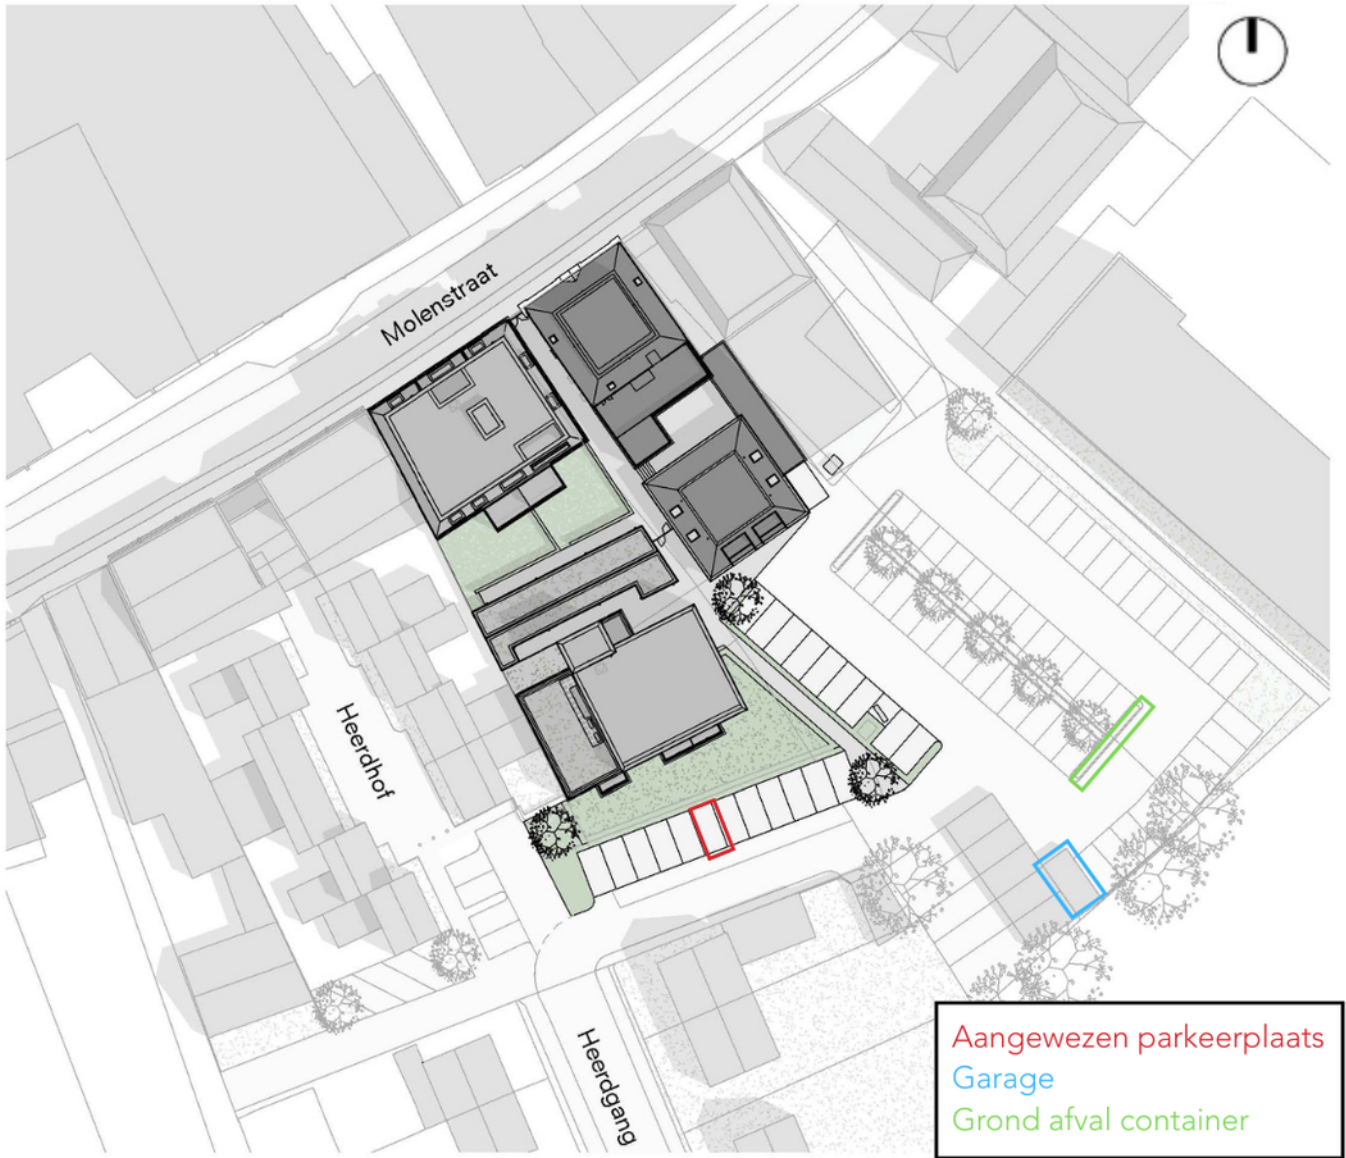 Molenstraat
Heerdhof
Heerdgang
Aangewezen parkeerplaats
Garage
Grond afval container